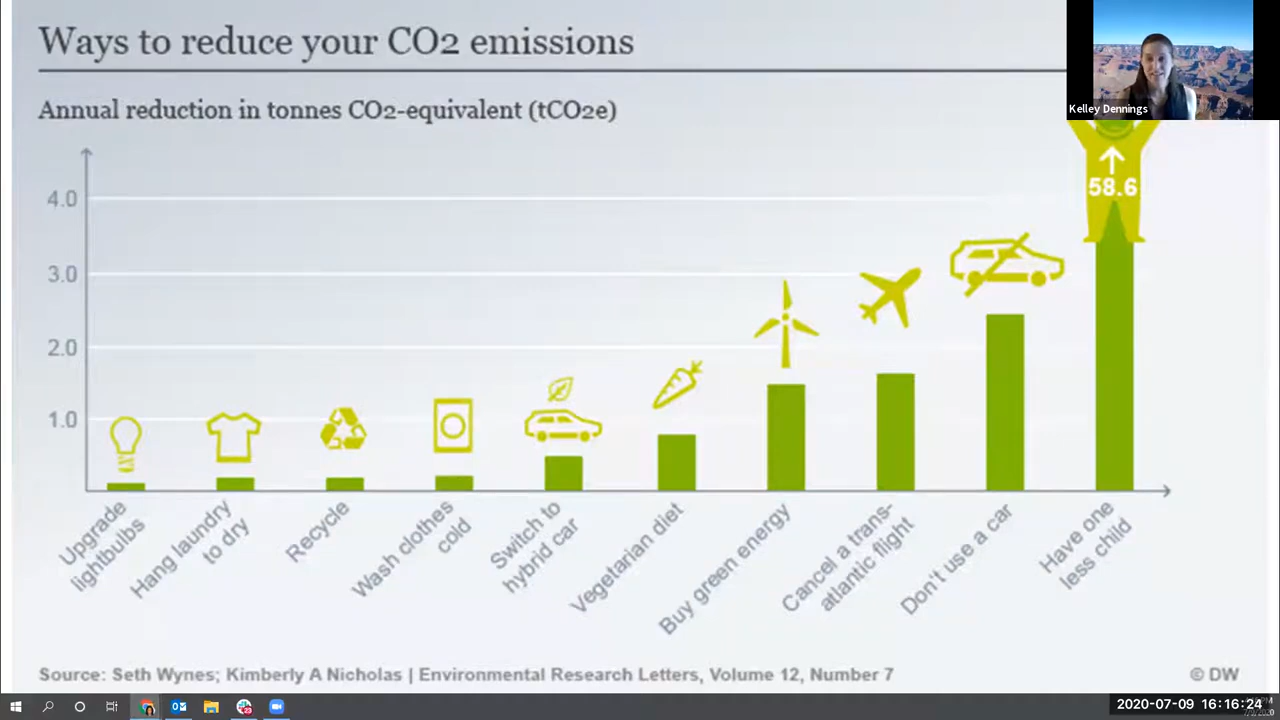 Ways to reduce your CO2 emissions
Kelley Dennings
Annual reduction in tonnes CO2-equivalent (tCO2e)
58.6
4.0
3.0
2.0
1.0
Upgrade
lightbulbs
Hang laundry
to dry
Recycle
Wash clothes
cold
Switch to
hybrid car
Vegetarian diet
Buy green energy
Cancel a trans-
atlantic flight
Don't use a car
Have one
less child
Source: Seth Wynes; Kimberly A Nicholas | Environmental Research Letters, Volume 12, Number 7
© DW
2020-07-09 16:16:24